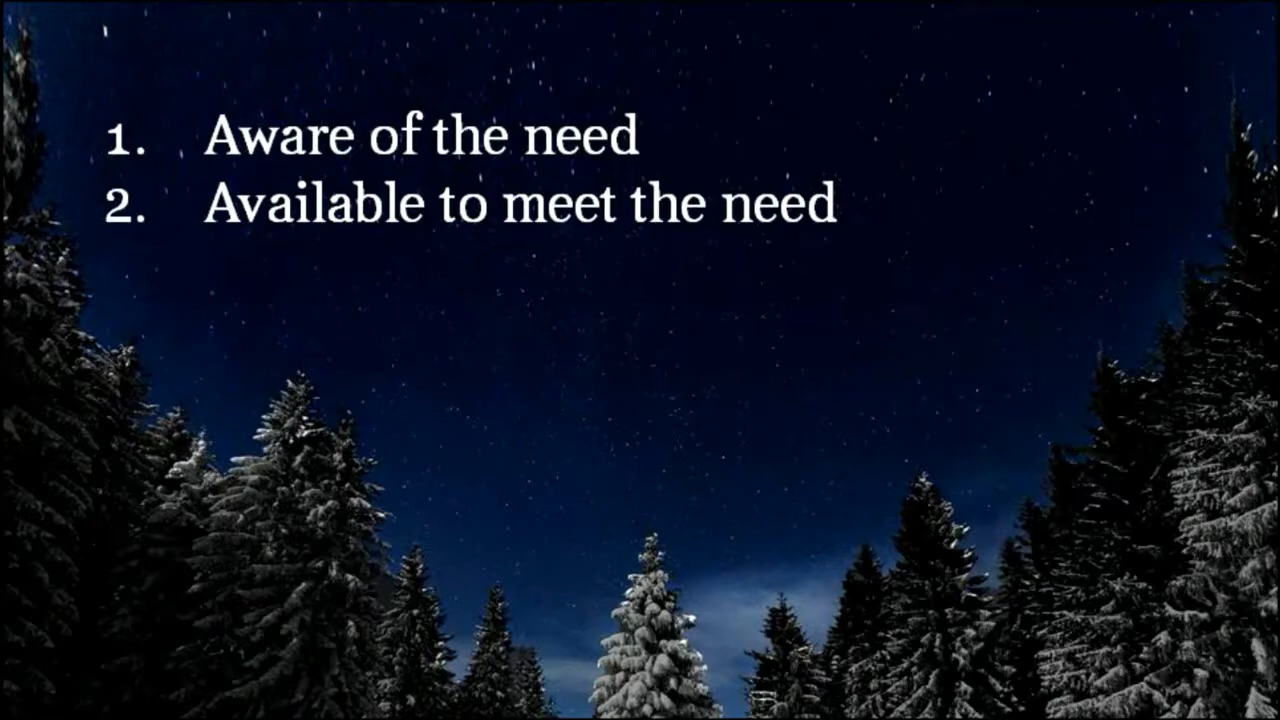 1. Aware of the need
2. Available to meet the need